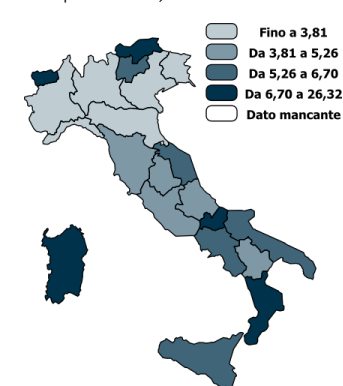 Fino a 3,81
Da 3,81 a 5,26
Da 5,26 a 6,70
Da 6,70 a 26,32
Dato mancante